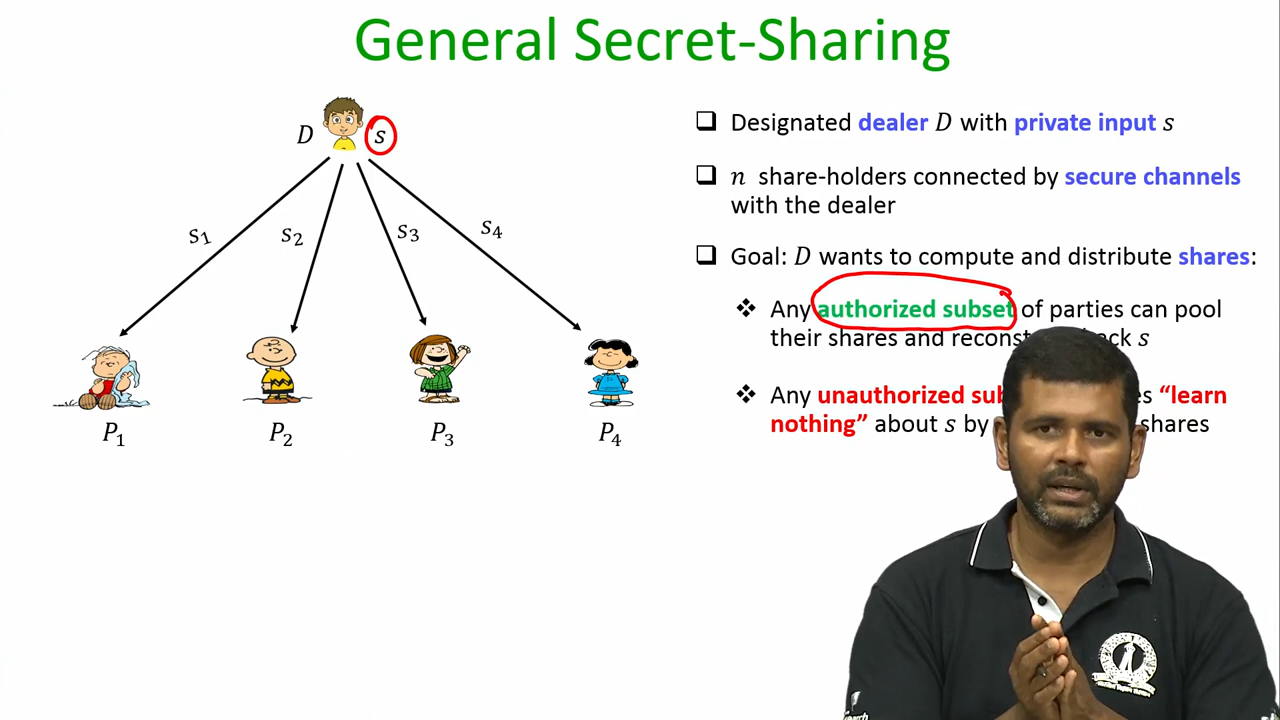 General Secret-Sharing
D
s
s1
s2
s3
s4
P1
P2
P3
P4
❑ Designated dealer D with private input s
❑ n share-holders connected by secure channels
with the dealer
❑ Goal: D wants to compute and distribute shares:
❖ Any authorized subset of parties can pool
their shares and s
❖ Any unauthorized “learn
nothing” about s by shares